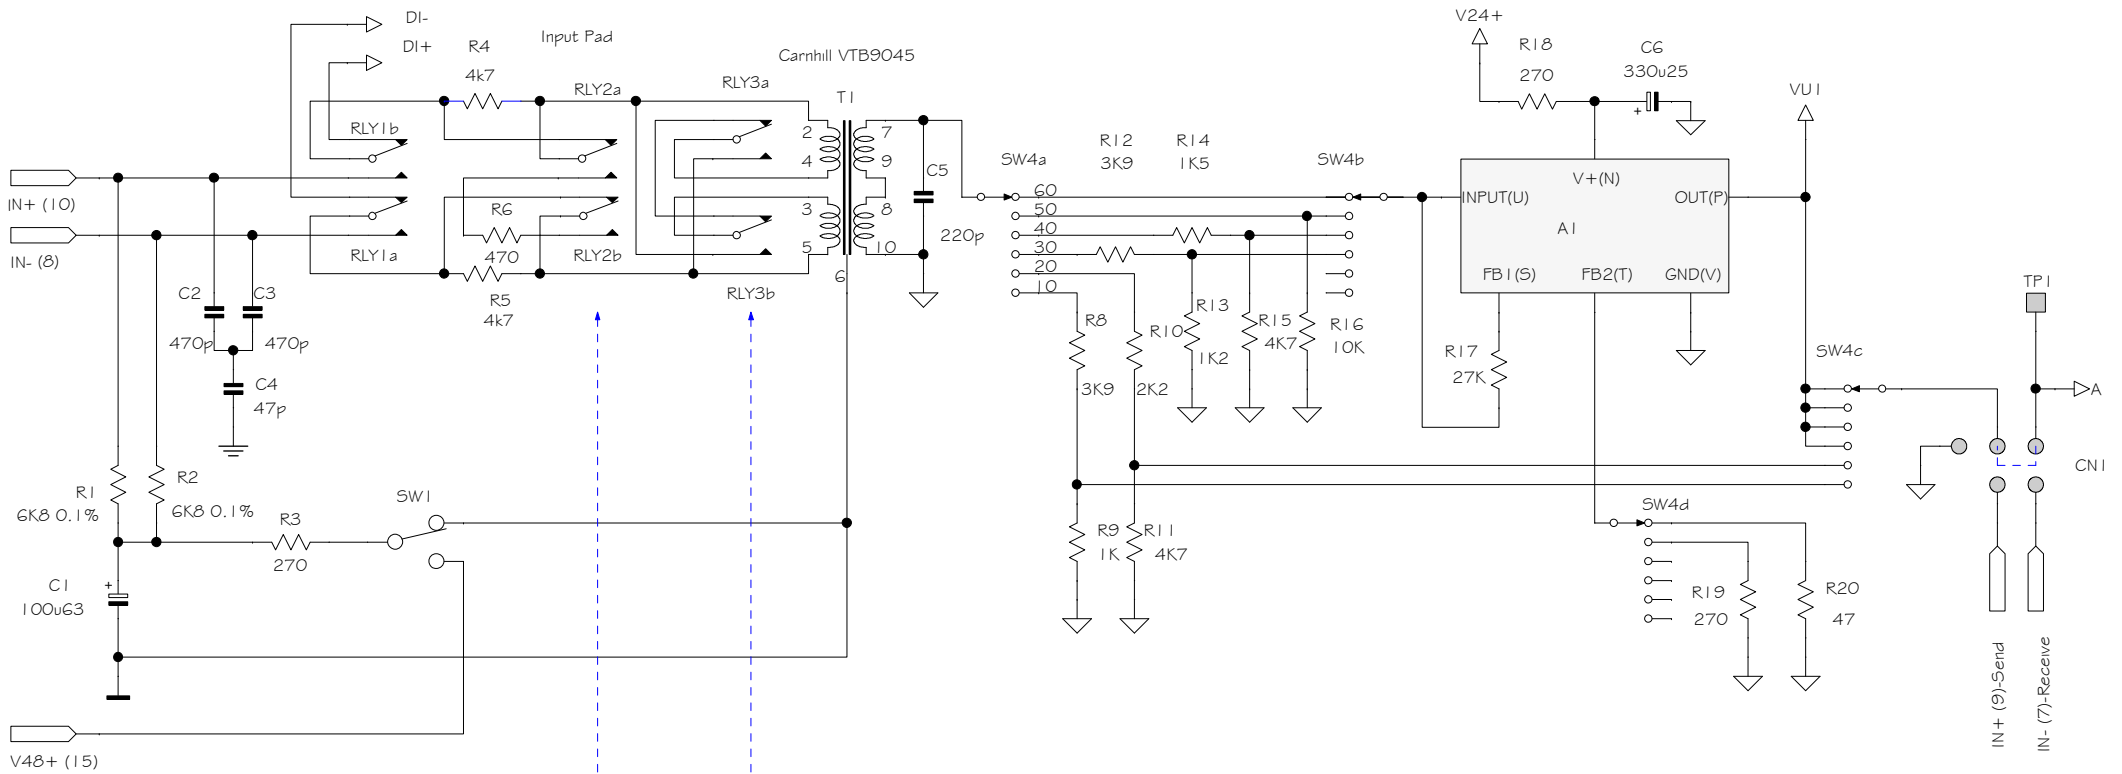 DI-
DI+
R4
4k7
Input Pad
RLY2a
RLY3a
Carnhill VTB9045
T1
RLY1b
IN+ (10)
IN- (8)
RLY1a
R6
470
RLY2b
R5
4k7
RLY3b
2
4
3
5
6
7
9
8
10
C5
220p
C2
470p
C3
470p
C4
47p
R1
6K8 0.1%
R2
6K8 0.1%
R3
270
SW1
C1
+
100u63
V48+ (15)
SW4a
60
50
40
30
20
10
R12
3K9
R14
1K5
SW4b
R8
3K9
R10
2K2
R13
1K2
R15
4K7
R16
10K
R9
1K
R11
4K7
V24+
R18
270
C6
330u25
+
VU1
V+(N)
INPUT(U)
OUT(P)
A1
FB1(S)
FB2(T)
GND(V)
R17
27K
SW4c
SW4d
R19
270
R20
47
TP1
A
CN1
IN+ (9)-Send
IN- (7)-Receive